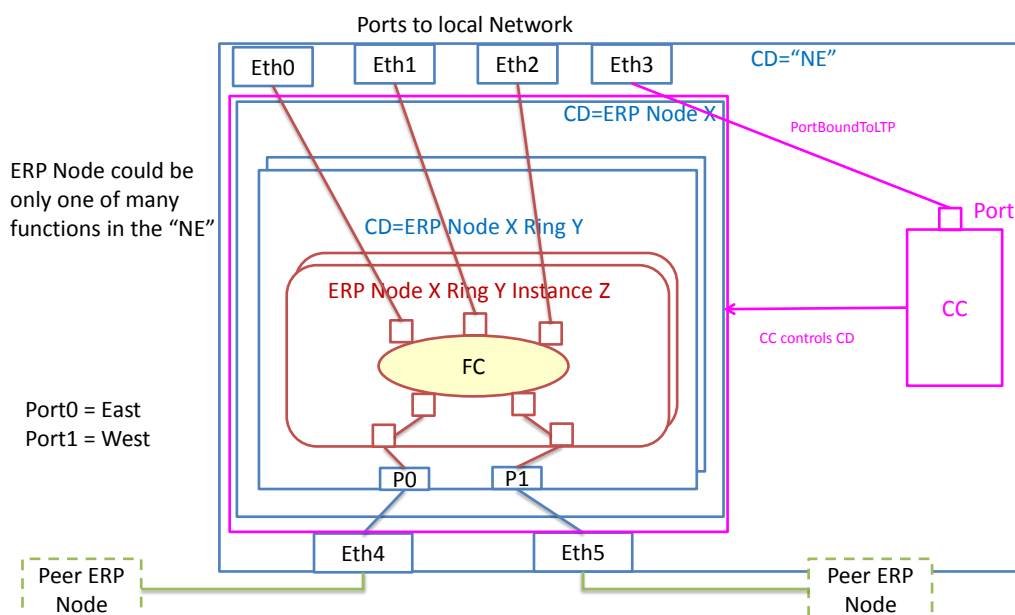 Ports to local Network
Eth0
Eth1
Eth2
Eth3
CD=“NE”
CD=ERP Node X
PortBoundToLTP
ERP Node could be
only one of many
functions in the “NE”
CD=ERP Node X Ring Y
Port
ERP Node X Ring Y Instance Z
CC
CC controls CD
FC
Port0 = East
Port1 = West
P0
P1
Eth4
Eth5
Peer ERP
Node
Peer ERP
Node